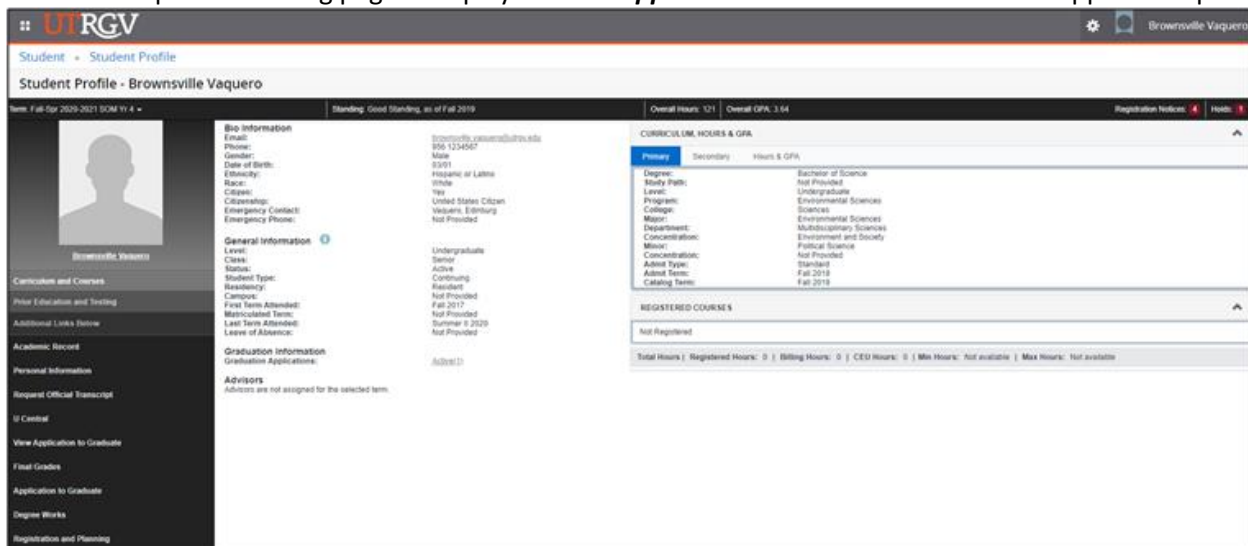 UTRGV
Brownsville Vaquero
Student • Student Profile
Student Profile - Brownsville Vaquero
Term: Fall-Spr 2020-2021 SOM Yr 4
Standing: Good Standing, as of Fall 2019
Overall Hours: 121
Overall GPA: 3.64
Registration Notices: 4
Holds: 1
Brownsville Vaquero
Curriculum and Courses
Prior Education and Testing
Additional Links Below
Academic Record
Personal Information
Request Official Transcript
U Central
View Application to Graduate
Final Grades
Application to Graduate
Degree Works
Registration and Planning
Bio Information
Email: brownsville.vaquero@utrgv.edu
Phone: 956 1234567
Gender: Male
Date of Birth: 03/01
Ethnicity: Hispanic or Latino
Race: White
Citizen: Yes
Citizenship: United States Citizen
Emergency Contact: Vaquero, Edinburg
Emergency Phone: Not Provided
General Information
Level: Undergraduate
Class: Senior
Status: Active
Student Type: Continuing
Residency: Resident
Campus: Not Provided
First Term Attended: Fall 2017
Matriculated Term: Not Provided
Last Term Attended: Summer II 2020
Leave of Absence: Not Provided
Graduation Information
Graduation Applications: Active(1)
Advisors
Advisors are not assigned for the selected term.
CURRICULUM, HOURS & GPA
Primary Secondary Hours & GPA
Degree: Bachelor of Science
Study Path: Not Provided
Level: Undergraduate
Program: Environmental Sciences
College: Sciences
Major: Environmental Sciences
Department: Multidisciplinary Sciences
Concentration: Environment and Society
Minor: Political Science
Concentration: Not Provided
Admit Type: Standard
Admit Term: Fall 2018
Catalog Term: Fall 2018
REGISTERED COURSES
Not Registered
Total Hours | Registered Hours: 0 | Billing Hours: 0 | CEU Hours: 0 | Min Hours: Not available | Max Hours: Not available